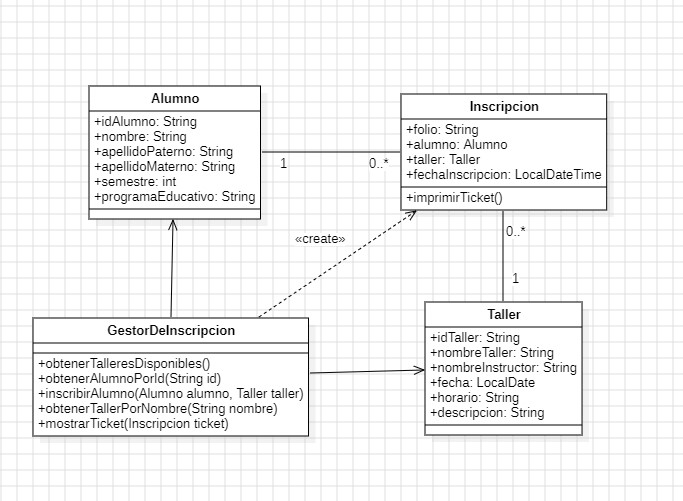 Alumno
+idAlumno: String
+nombre: String
+apellidoPaterno: String
+apellidoMaterno: String
+semestre: int
+programaEducativo: String
1
0..*
Inscripcion
+folio: String
+alumno: Alumno
+taller: Taller
+fechaInscripcion: LocalDateTime
+imprimirTicket()
0..*
1
«create»
GestorDeInscripcion
+obtenerTalleresDisponibles()
+obtenerAlumnoPorId(String id)
+inscribirAlumno(Alumno alumno, Taller taller)
+obtenerTallerPorNombre(String nombre)
+mostrarTicket(Inscripcion ticket)
Taller
+idTaller: String
+nombreTaller: String
+nombreInstructor: String
+fecha: LocalDate
+horario: String
+descripcion: String